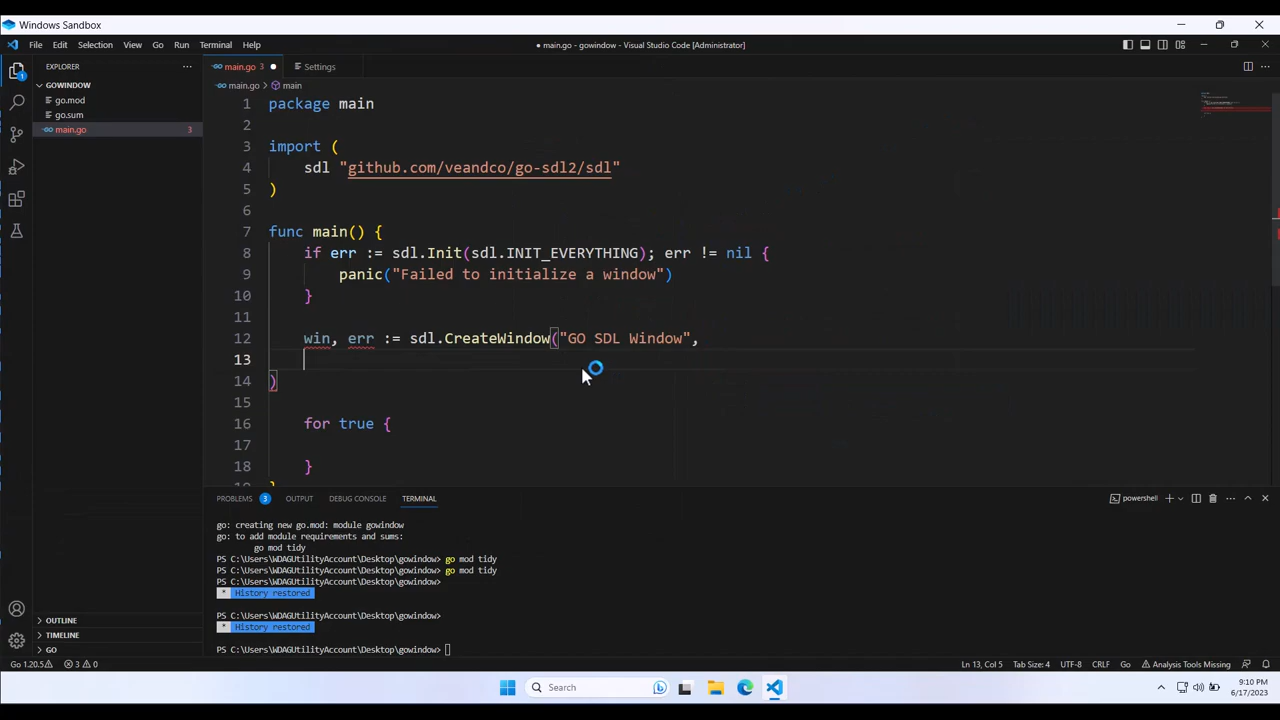 Windows Sandbox
File Edit Selection View Go Run Terminal Help
● main.go - gowindow - Visual Studio Code [Administrator]
EXPLORER
GOWINDOW
go.mod
go.sum
main.go 3
OUTLINE
TIMELINE
GO
main.go 3 ● Settings
main.go > main
1 package main
2
3 import (
4 sdl "github.com/veandco/go-sdl2/sdl"
5 )
6
7 func main() {
8 if err := sdl.Init(sdl.INIT_EVERYTHING); err != nil {
9 panic("Failed to initialize a window")
10 }
11
12 win, err := sdl.CreateWindow("GO SDL Window",
13
14 )
15
16 for true {
17
18 }
PROBLEMS 3 OUTPUT DEBUG CONSOLE TERMINAL
powershell
go: creating new go.mod: module gowindow
go: to add module requirements and sums:
go mod tidy
PS C:\Users\WDAGUtilityAccount\Desktop\gowindow> go mod tidy
PS C:\Users\WDAGUtilityAccount\Desktop\gowindow> go mod tidy
PS C:\Users\WDAGUtilityAccount\Desktop\gowindow>
* History restored
PS C:\Users\WDAGUtilityAccount\Desktop\gowindow>
* History restored
PS C:\Users\WDAGUtilityAccount\Desktop\gowindow>
Go 1.20.5 3 0 Ln 13, Col 5 Tab Size: 4 UTF-8 CRLF Go Analysis Tools Missing
Search
9:10 PM
6/17/2023